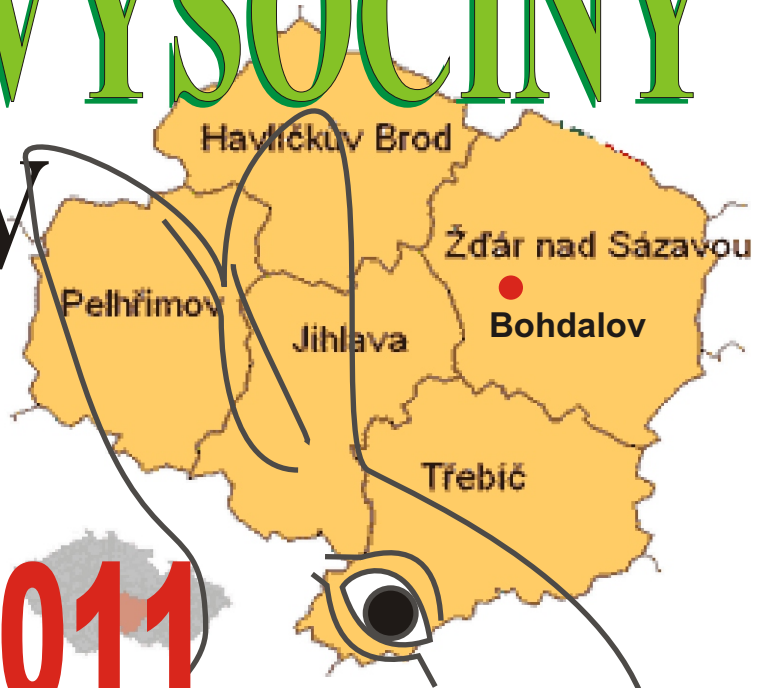 VYSOČINY
Havlíčkův Brod
V
Žďár nad Sázavou
Pelhřimov
Bohdalov
Jihlava
Třebíč
011